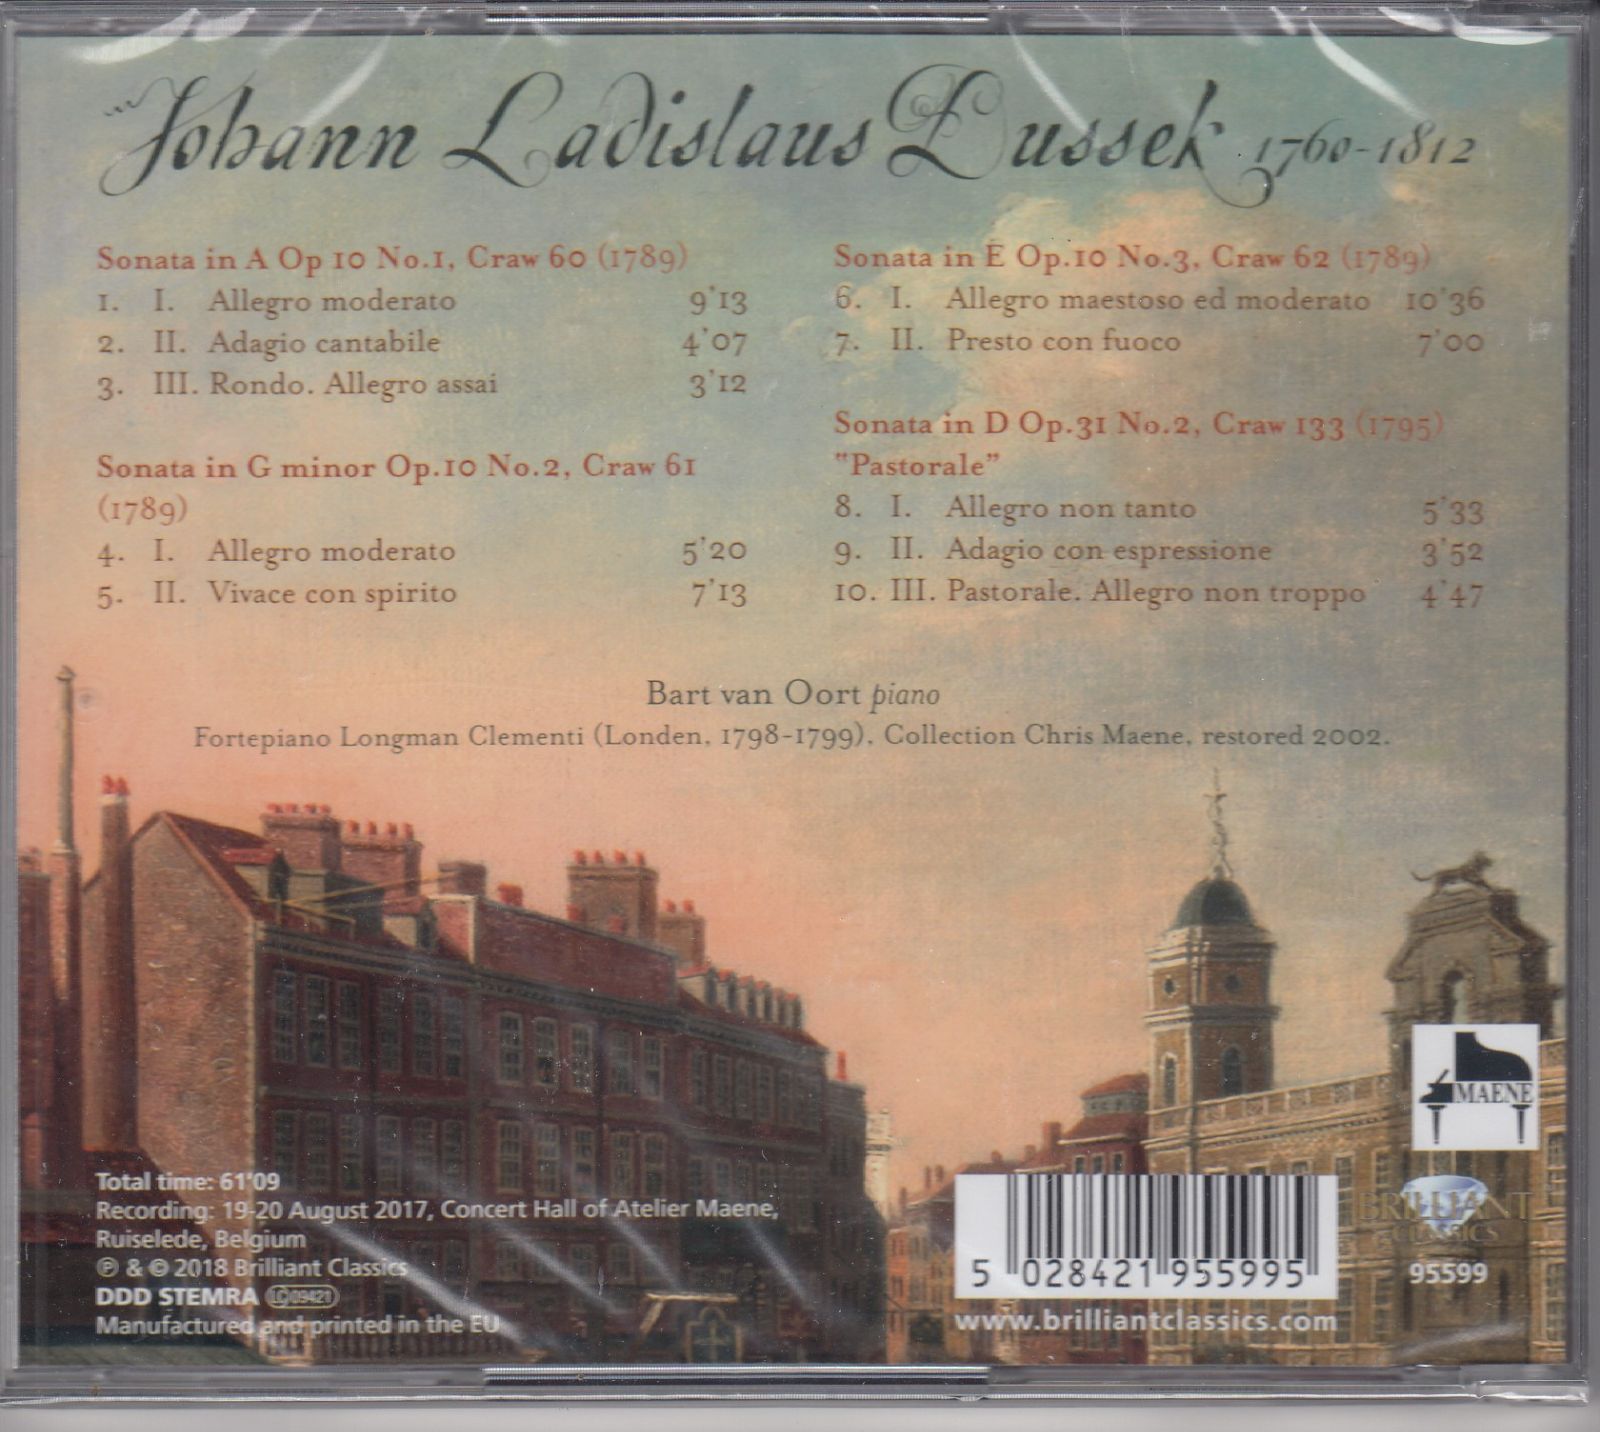 Johann Ladislaus Dussek 1760-1812
Sonata in A Op 10 No.1, Craw 60 (1789)
1. I. Allegro moderato 9'13
2. II. Adagio cantabile 4'07
3. III. Rondo. Allegro assai 3'12
Sonata in G minor Op.10 No.2, Craw 61
(1789)
4. I. Allegro moderato 5'20
5. II. Vivace con spirito 7'13
Sonata in E Op.10 No.3, Craw 62 (1789)
6. I. Allegro maestoso ed moderato 10'36
7. II. Presto con fuoco 7'00
Sonata in D Op.31 No.2, Craw 133 (1795)
"Pastorale"
8. I. Allegro non tanto 5'33
9. II. Adagio con espressione 3'52
10. III. Pastorale. Allegro non troppo 4'47
Bart van Oort piano
Fortepiano Longman Clementi (Londen, 1798-1799), Collection Chris Maene, restored 2002.
MAENE
Total time: 61'09
Recording: 19-20 August 2017, Concert Hall of Atelier Maene,
Ruiselede, Belgium
℗ & © 2018 Brilliant Classics
DDD STEMRA LC 09421
Manufactured and printed in the EU
5 028421 955995
www.brilliantclassics.com
BRILLIANT
CLASSICS
95599